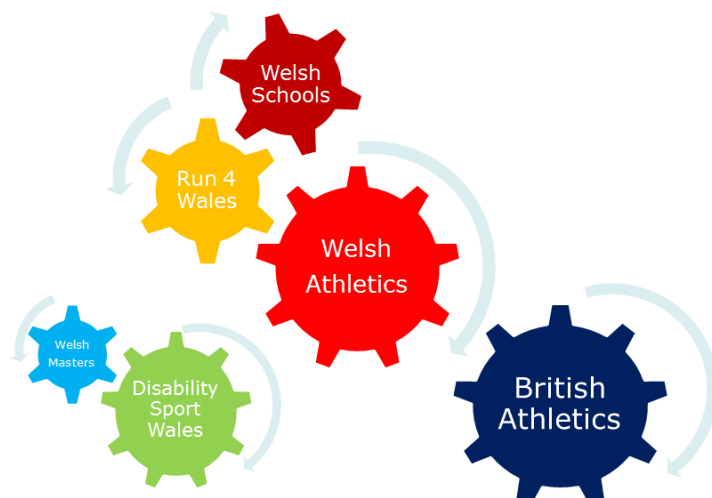 Welsh
Schools
Run 4
Wales
Welsh
Athletics
Welsh
Masters
Disability
Sport
Wales
British
Athletics